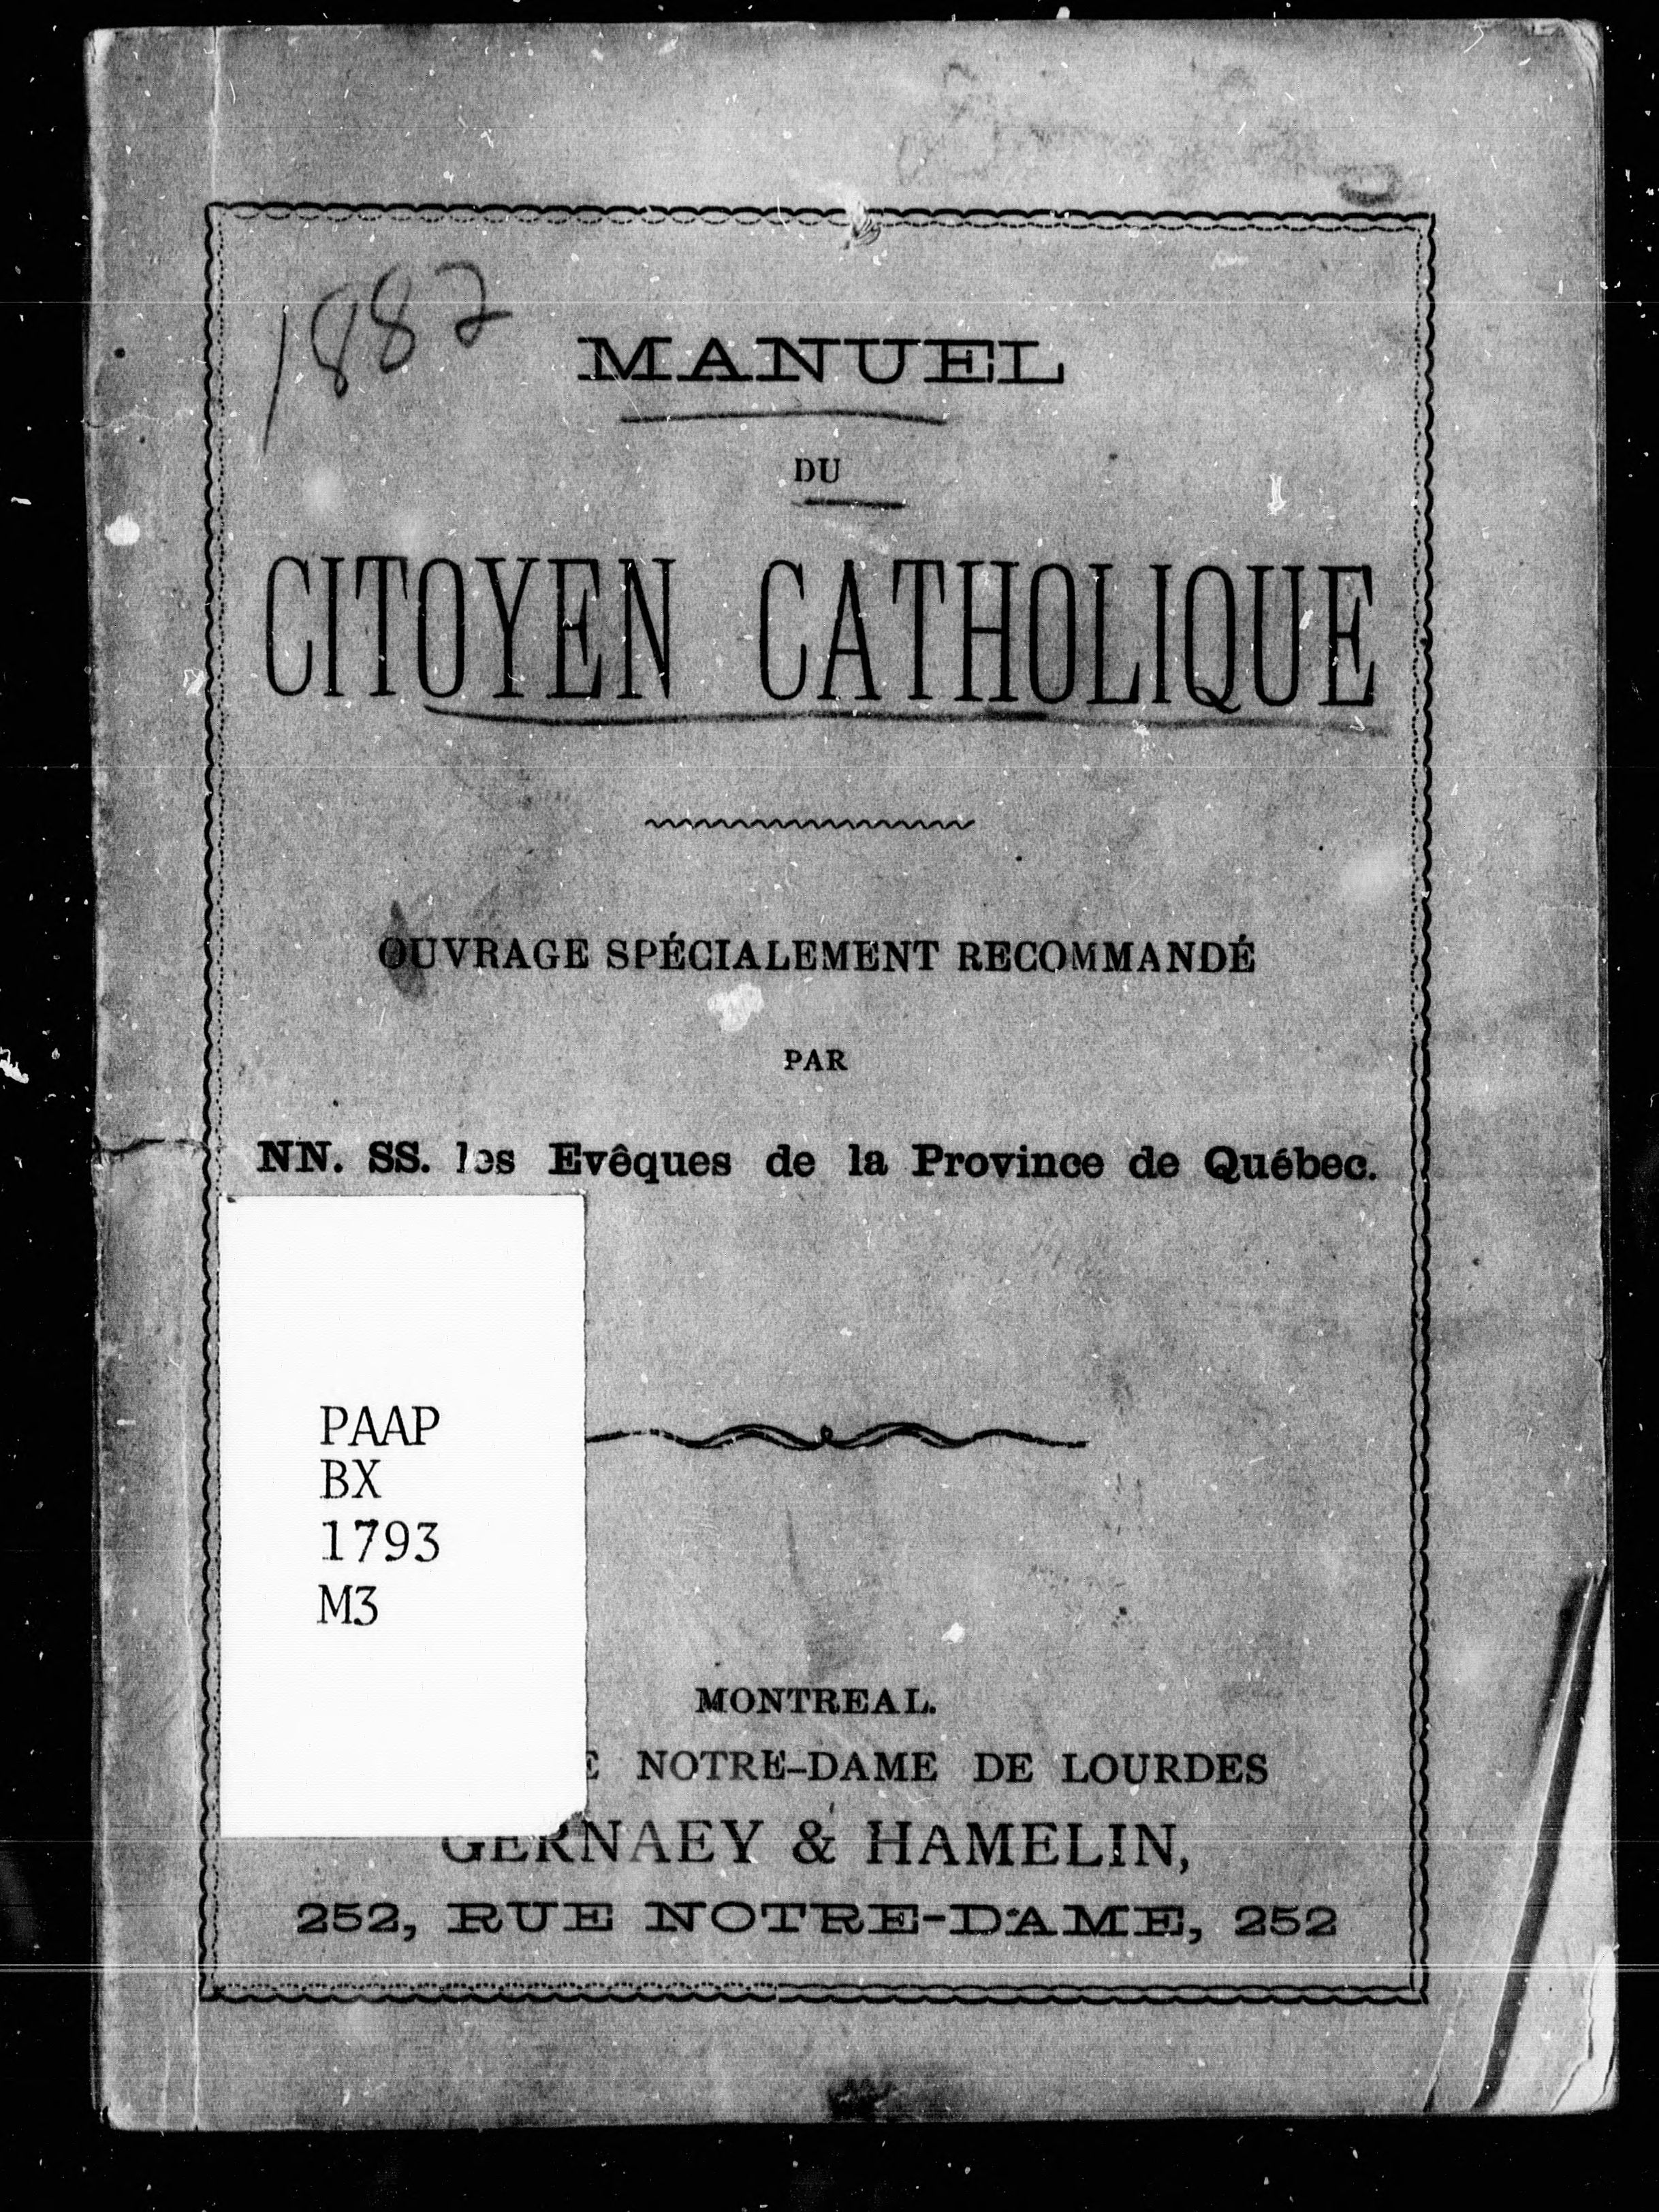 1882
MANUEL
DU
CITOYEN CATHOLIQUE
OUVRAGE SPÉCIALEMENT RECOMMANDÉ
PAR
NN. SS. les Evêques de la Province de Québec.
PAAP
BX
1793
M3
MONTREAL.
E NOTRE-DAME DE LOURDES
GERNAEY & HAMELIN,
252, RUE NOTRE-DAME, 252